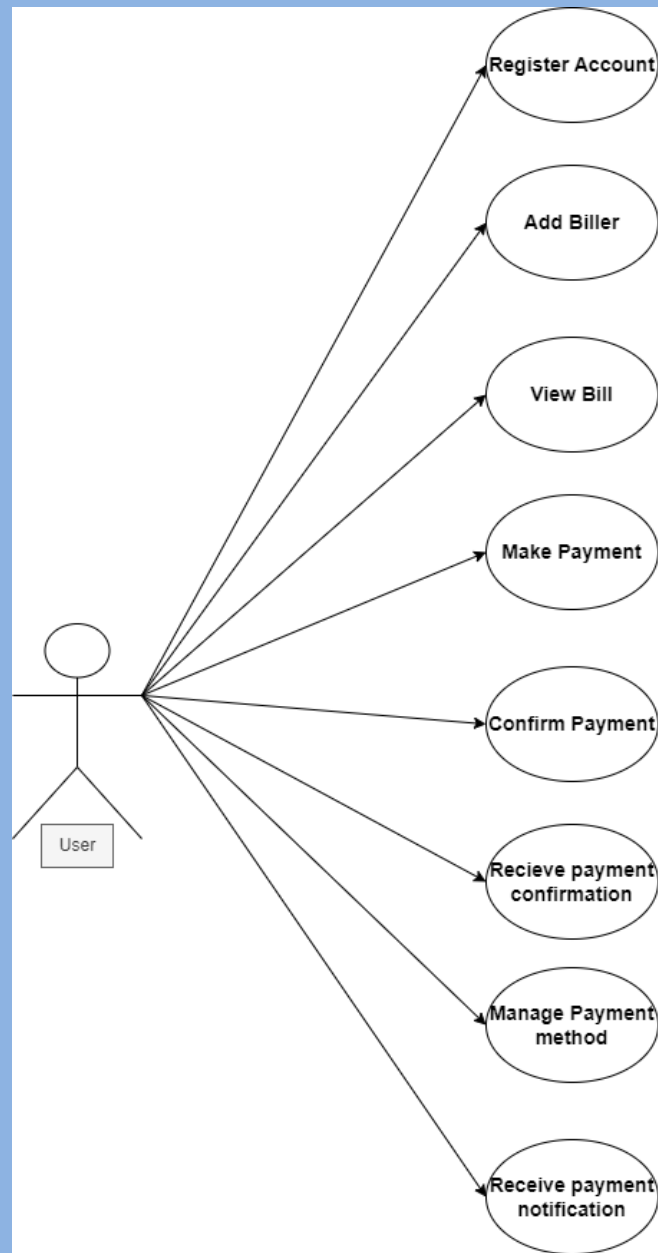 Register Account
Add Biller
View Bill
Make Payment
Confirm Payment
User
Recieve payment
confirmation
Manage Payment
method
Receive payment
notification